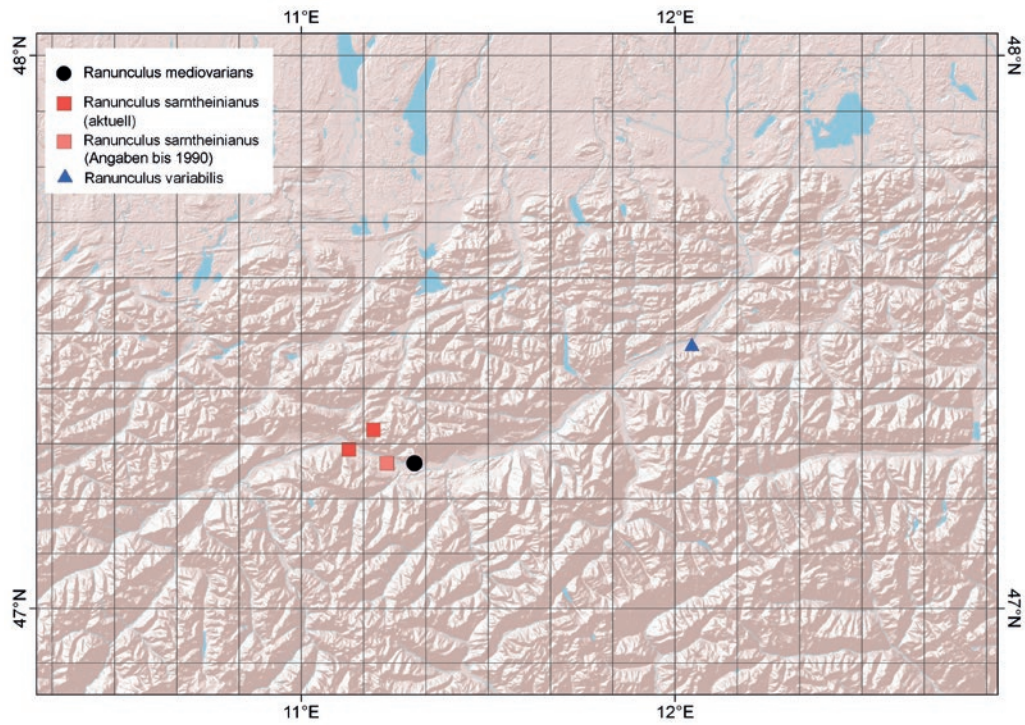 11°E
12°E
48°N
48°N
Ranunculus mediovarians
Ranunculus sarntheinianus
(aktuell)
Ranunculus sarntheinianus
(Angaben bis 1990)
Ranunculus variabilis
47°N
47°N
11°E
12°E